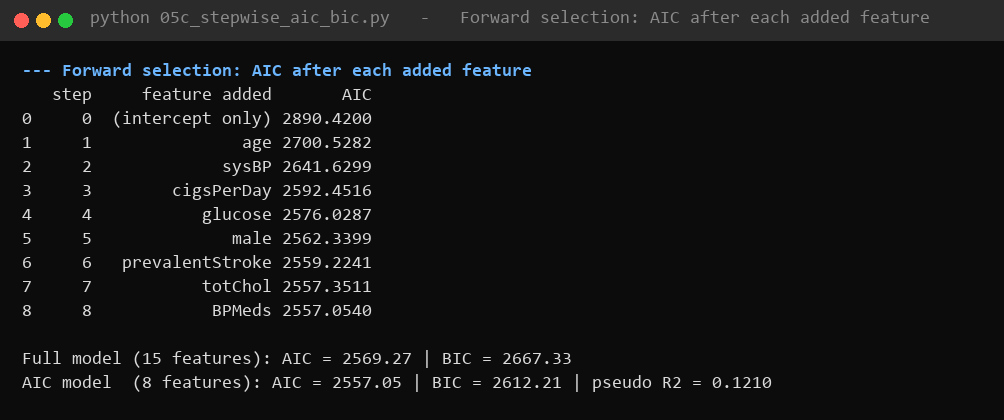 python 05c_stepwise_aic_bic.py - Forward selection: AIC after each added feature
--- Forward selection: AIC after each added feature
step feature added AIC
0 0 (intercept only) 2890.4200
1 1 age 2700.5282
2 2 sysBP 2641.6299
3 3 cigsPerDay 2592.4516
4 4 glucose 2576.0287
5 5 male 2562.3399
6 6 prevalentStroke 2559.2241
7 7 totChol 2557.3511
8 8 BPMeds 2557.0540
Full model (15 features): AIC = 2569.27 | BIC = 2667.33
AIC model  (8 features): AIC = 2557.05 | BIC = 2612.21 | pseudo R2 = 0.1210